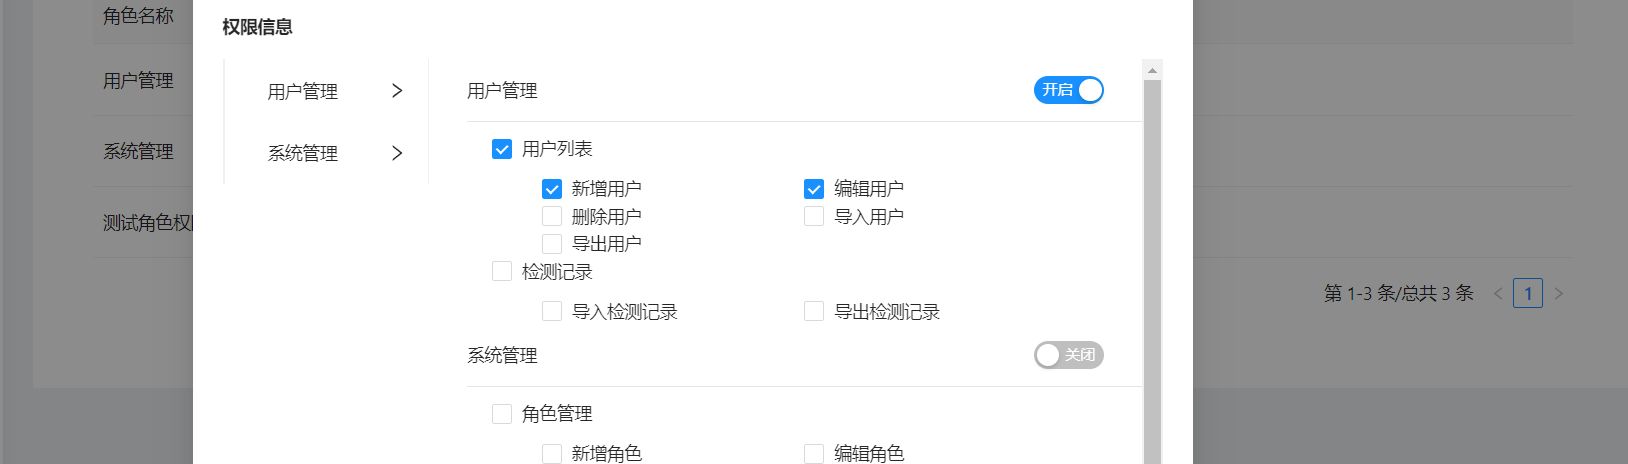 角色名称
用户管理
系统管理
测试角色权
权限信息
用户管理
系统管理
用户管理 开启
用户列表
新增用户 编辑用户
删除用户 导入用户
导出用户
检测记录
导入检测记录 导出检测记录
系统管理 关闭
角色管理
新增角色 编辑角色
第 1-3 条/总共 3 条 < 1 >